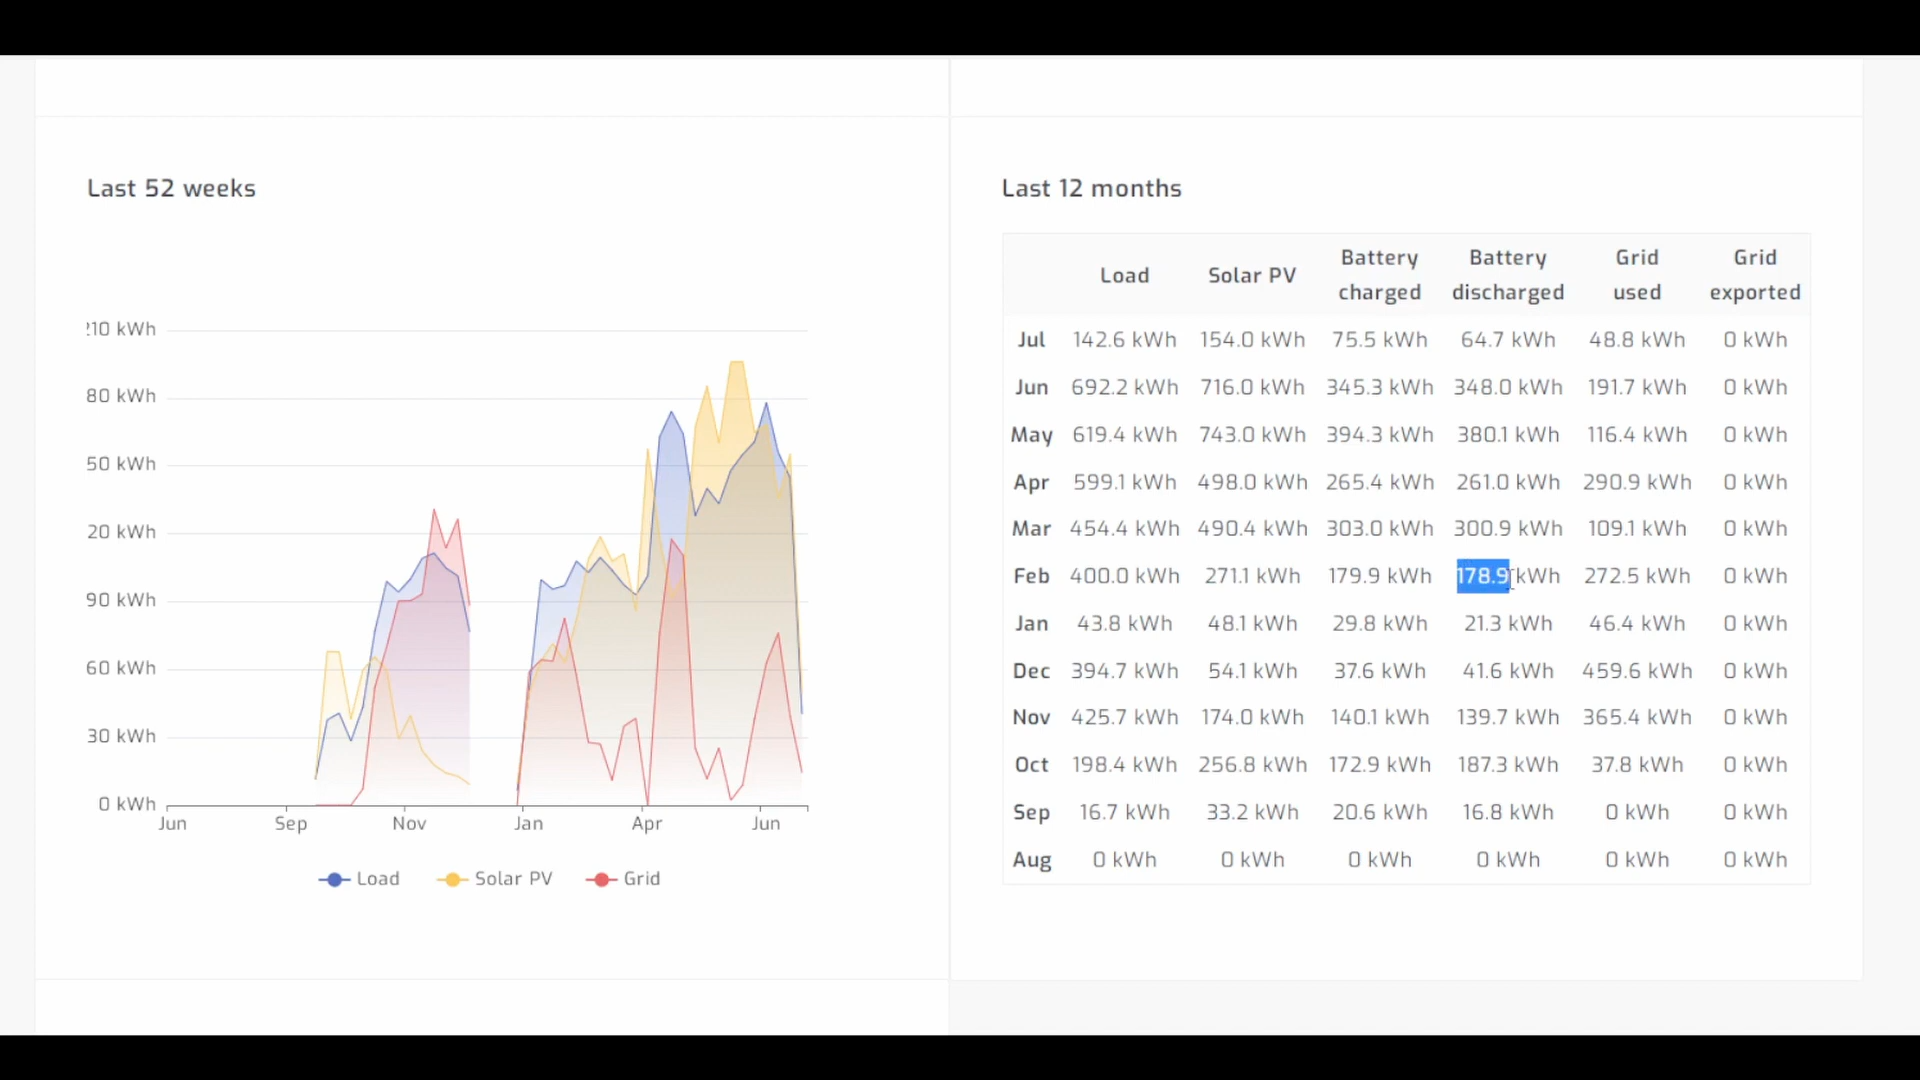 Last 52 weeks
210 kWh
80 kWh
50 kWh
20 kWh
90 kWh
60 kWh
30 kWh
0 kWh
Jun Sep Nov Jan Apr Jun
Load Solar PV Grid
Last 12 months
Load Solar PV Battery charged Battery discharged Grid used Grid exported
Jul 142.6 kWh 154.0 kWh 75.5 kWh 64.7 kWh 48.8 kWh 0 kWh
Jun 692.2 kWh 716.0 kWh 345.3 kWh 348.0 kWh 191.7 kWh 0 kWh
May 619.4 kWh 743.0 kWh 394.3 kWh 380.1 kWh 116.4 kWh 0 kWh
Apr 599.1 kWh 498.0 kWh 265.4 kWh 261.0 kWh 290.9 kWh 0 kWh
Mar 454.4 kWh 490.4 kWh 303.0 kWh 300.9 kWh 109.1 kWh 0 kWh
Feb 400.0 kWh 271.1 kWh 179.9 kWh 178.9 kWh 272.5 kWh 0 kWh
Jan 43.8 kWh 48.1 kWh 29.8 kWh 21.3 kWh 46.4 kWh 0 kWh
Dec 394.7 kWh 54.1 kWh 37.6 kWh 41.6 kWh 459.6 kWh 0 kWh
Nov 425.7 kWh 174.0 kWh 140.1 kWh 139.7 kWh 365.4 kWh 0 kWh
Oct 198.4 kWh 256.8 kWh 172.9 kWh 187.3 kWh 37.8 kWh 0 kWh
Sep 16.7 kWh 33.2 kWh 20.6 kWh 16.8 kWh 0 kWh 0 kWh
Aug 0 kWh 0 kWh 0 kWh 0 kWh 0 kWh 0 kWh